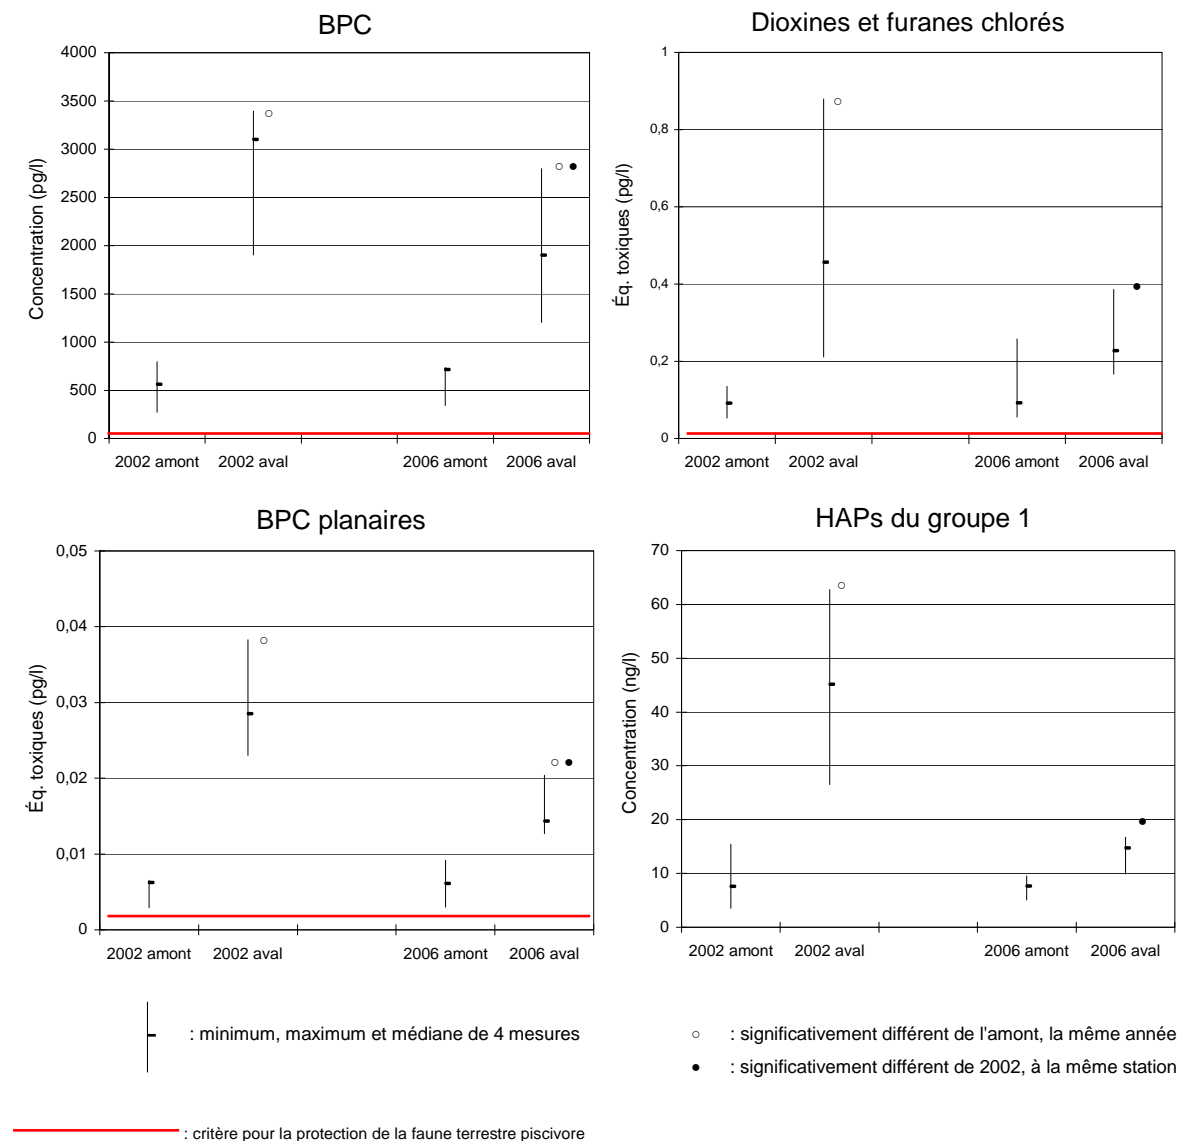 BPC
Concentration (pg/l)
4000
3500
3000
2500
2000
1500
1000
500
0
2002 amont 2002 aval 2006 amont 2006 aval
Dioxines et furanes chlorés
Éq. toxiques (pg/l)
1
0,8
0,6
0,4
0,2
0
2002 amont 2002 aval 2006 amont 2006 aval
BPC planaires
Éq. toxiques (pg/l)
0,05
0,04
0,03
0,02
0,01
0
2002 amont 2002 aval 2006 amont 2006 aval
HAPs du groupe 1
Concentration (ng/l)
70
60
50
40
30
20
10
0
2002 amont 2002 aval 2006 amont 2006 aval
: minimum, maximum et médiane de 4 mesures
: significativement différent de l'amont, la même année
: significativement différent de 2002, à la même station
: critère pour la protection de la faune terrestre piscivore